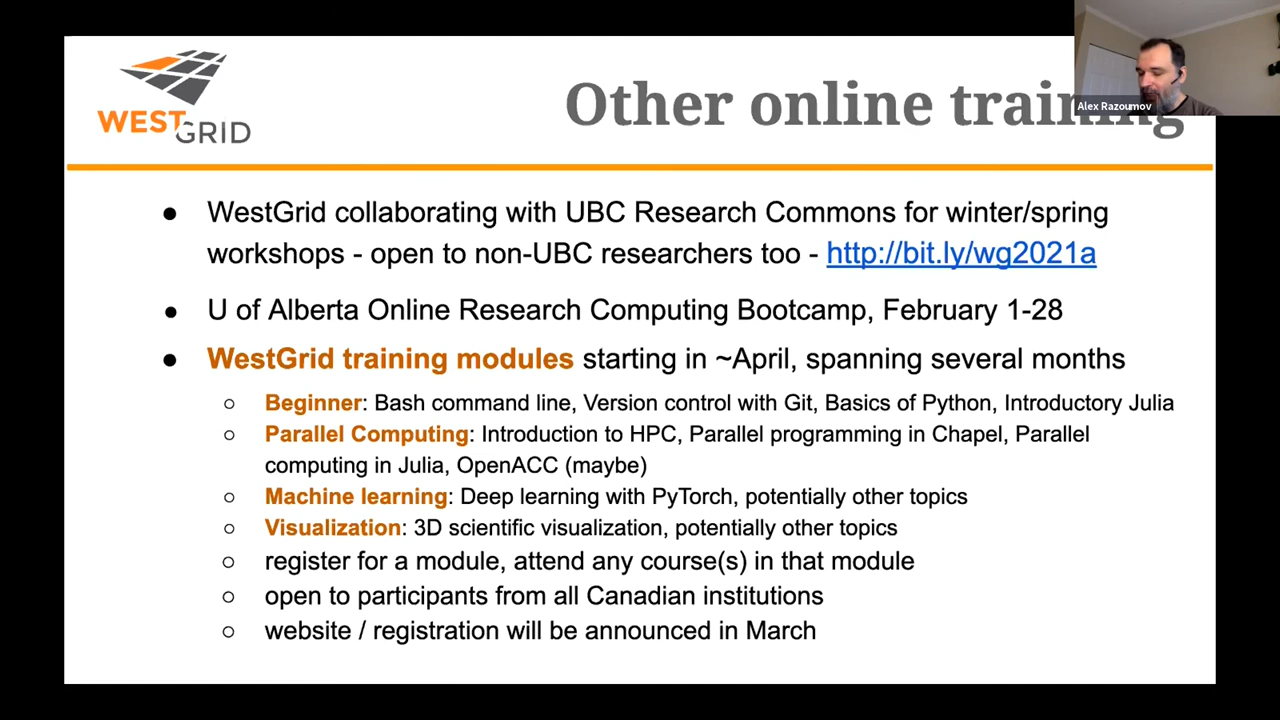 WESTGRID
Other online training
Alex Razoumov
● WestGrid collaborating with UBC Research Commons for winter/spring
workshops - open to non-UBC researchers too - http://bit.ly/wg2021a
● U of Alberta Online Research Computing Bootcamp, February 1-28
● WestGrid training modules starting in ~April, spanning several months
○ Beginner: Bash command line, Version control with Git, Basics of Python, Introductory Julia
○ Parallel Computing: Introduction to HPC, Parallel programming in Chapel, Parallel
computing in Julia, OpenACC (maybe)
○ Machine learning: Deep learning with PyTorch, potentially other topics
○ Visualization: 3D scientific visualization, potentially other topics
○ register for a module, attend any course(s) in that module
○ open to participants from all Canadian institutions
○ website / registration will be announced in March